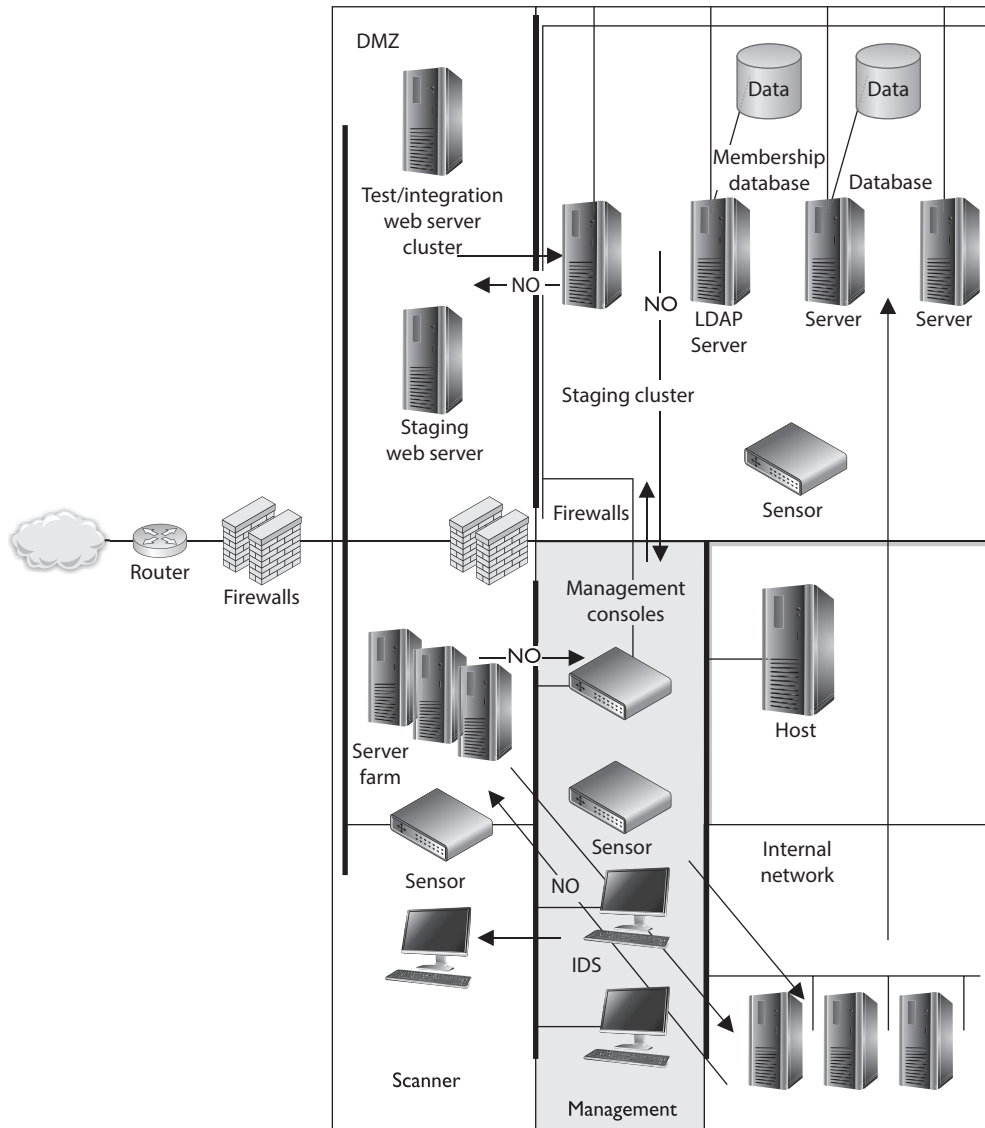 DMZ
Data
Data
Membership
database
Database
Test/integration
web server
cluster
NO
NO
LDAP
Server
Server
Server
Staging cluster
Staging
web server
Sensor
Firewalls
Router
Firewalls
Management
consoles
NO
Host
Server
farm
Sensor
Internal
network
Sensor
NO
IDS
Scanner
Management